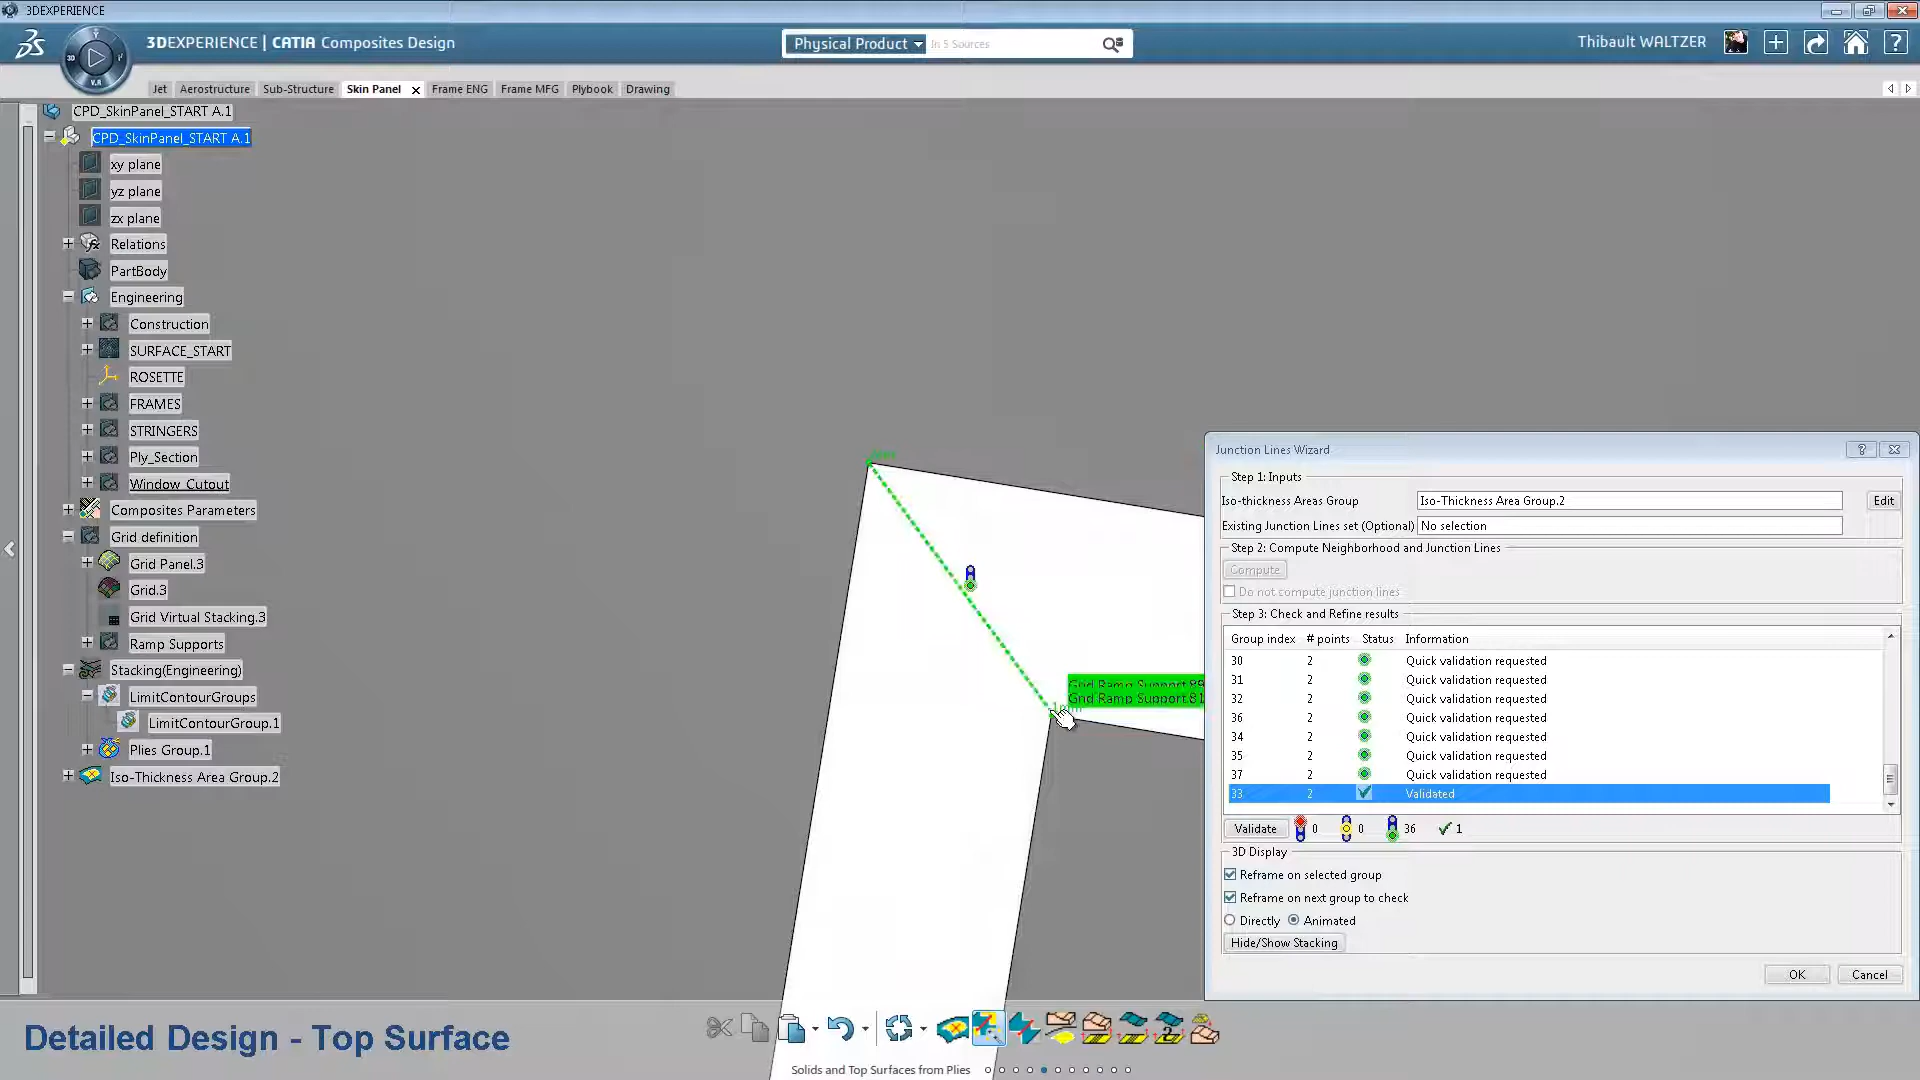 3DEXPERIENCE
3DEXPERIENCE | CATIA Composites Design
Physical Product
In 5 Sources
Thibault WALTZER
3D
V.R
Jet
Aerostructure
Sub-Structure
Skin Panel
Frame ENG
Frame MFG
Plybook
Drawing
CPD_SkinPanel_START A.1
CPD_SkinPanel_START A.1
xy plane
yz plane
zx plane
Relations
PartBody
Engineering
Construction
SURFACE_START
ROSETTE
FRAMES
STRINGERS
Ply_Section
Window_Cutout
Composites Parameters
Grid definition
Grid Panel.3
Grid.3
Grid Virtual Stacking.3
Ramp Supports
Stacking(Engineering)
LimitContourGroups
LimitContourGroup.1
Plies Group.1
Iso-Thickness Area Group.2
Grid Ramp Support.89
Grid Ramp Support.81
Junction Lines Wizard
Step 1: Inputs
Iso-thickness Areas Group
Iso-Thickness Area Group.2
Edit
Existing Junction Lines set (Optional)
No selection
Step 2: Compute Neighborhood and Junction Lines
Compute
Do not compute junction lines
Step 3: Check and Refine results
Group index # points Status Information
30 2 Quick validation requested
31 2 Quick validation requested
32 2 Quick validation requested
36 2 Quick validation requested
34 2 Quick validation requested
35 2 Quick validation requested
37 2 Quick validation requested
33 2 Validated
Validate 0 0 36 1
3D Display
Reframe on selected group
Reframe on next group to check
Directly Animated
Hide/Show Stacking
OK Cancel
Detailed Design - Top Surface
Solids and Top Surfaces from Plies